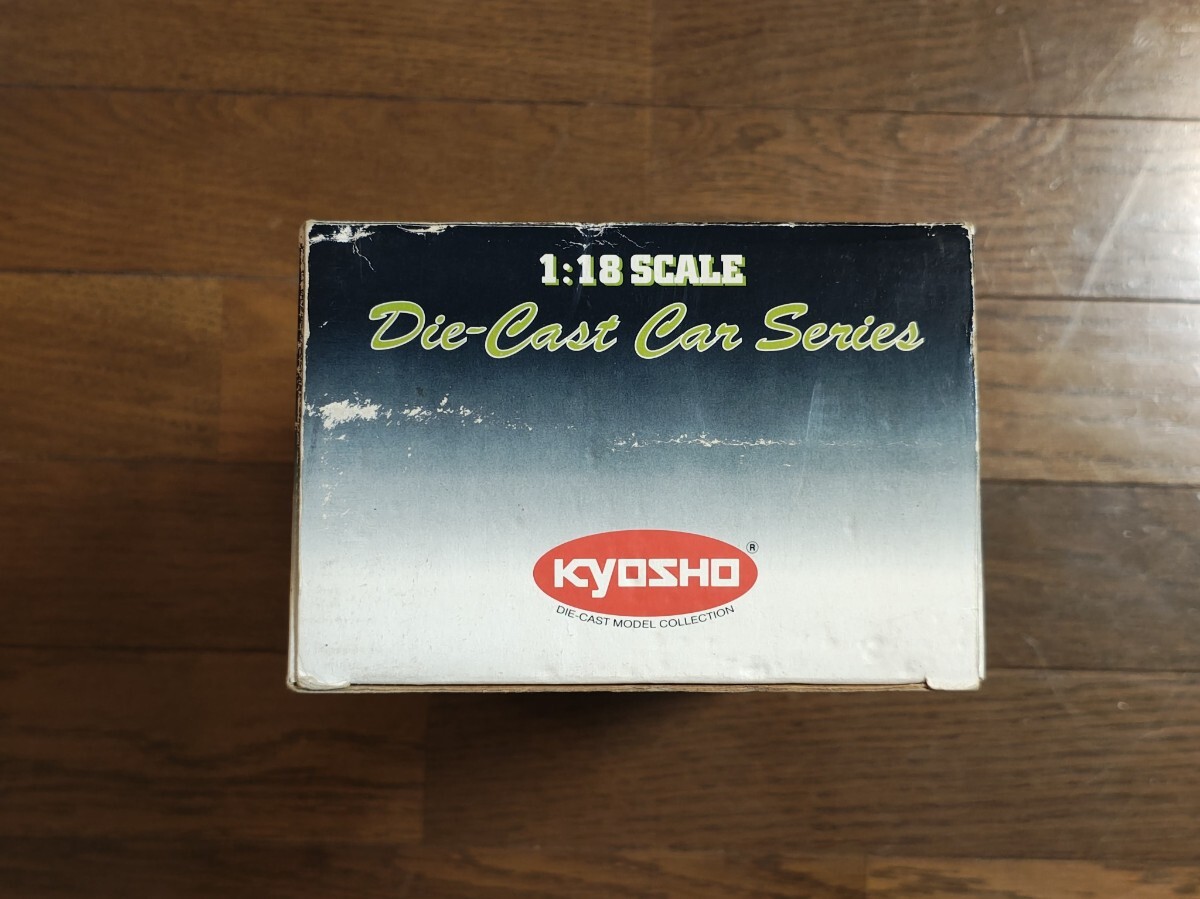 1:18 SCALE
Die-Cast Car Series
KYOSHO ®
DIE-CAST MODEL COLLECTION